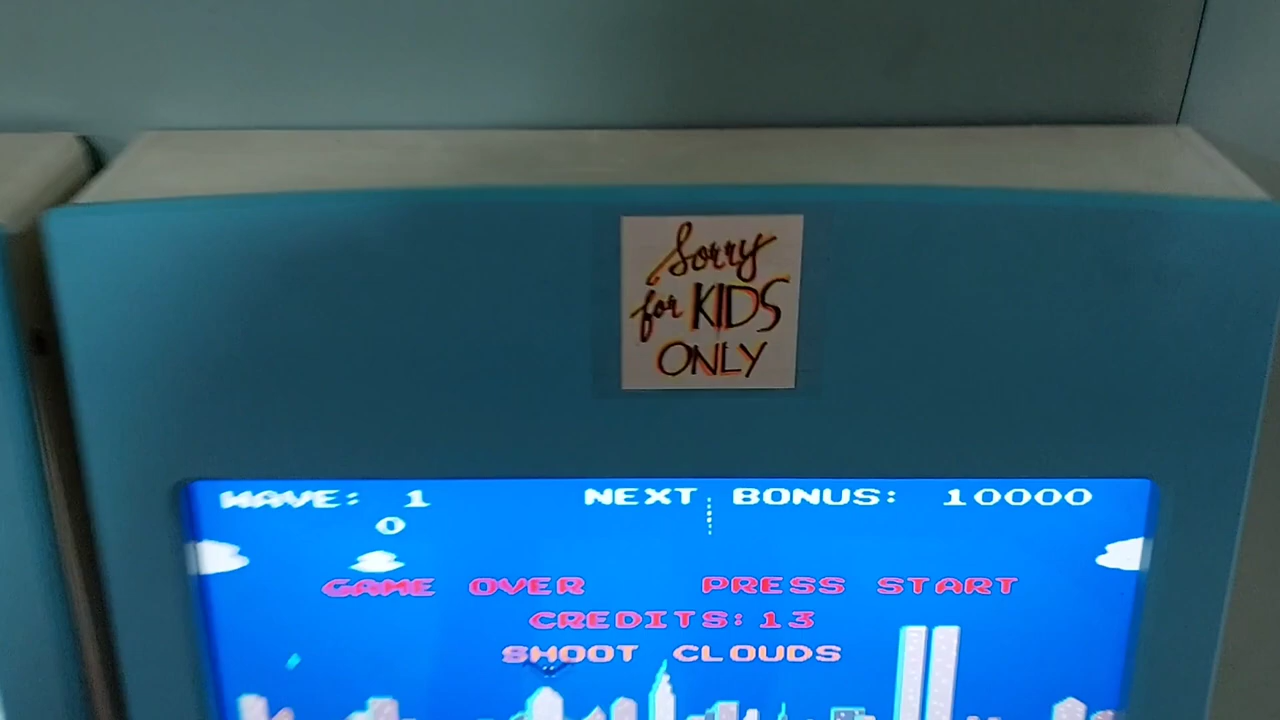 Sorry
for KIDS
ONLY
WAVE: 1 NEXT BONUS: 10000
0
GAME OVER PRESS START
CREDITS:13
SHOOT CLOUDS